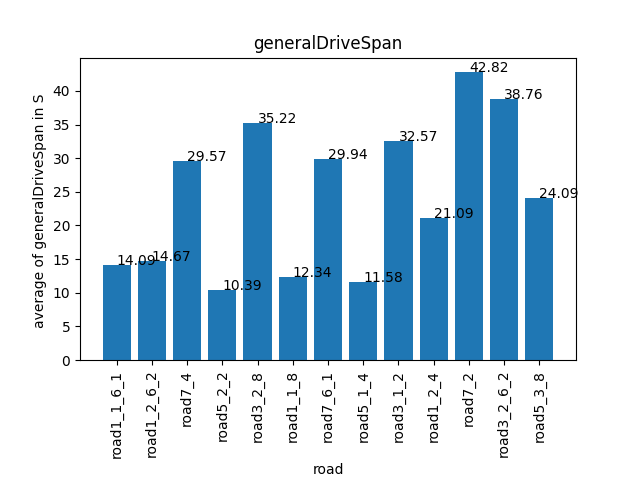 generalDriveSpan
average of generalDriveSpan in S
40
35
30
25
20
15
10
5
0
14.09
14.67
29.57
10.39
35.22
12.34
29.94
11.58
32.57
21.09
42.82
38.76
24.09
road1_1_6_1
road1_2_6_2
road7_4
road5_2_2
road3_2_8
road1_1_8
road7_6_1
road5_1_4
road3_1_2
road1_2_4
road7_2
road3_2_6_2
road5_3_8
road